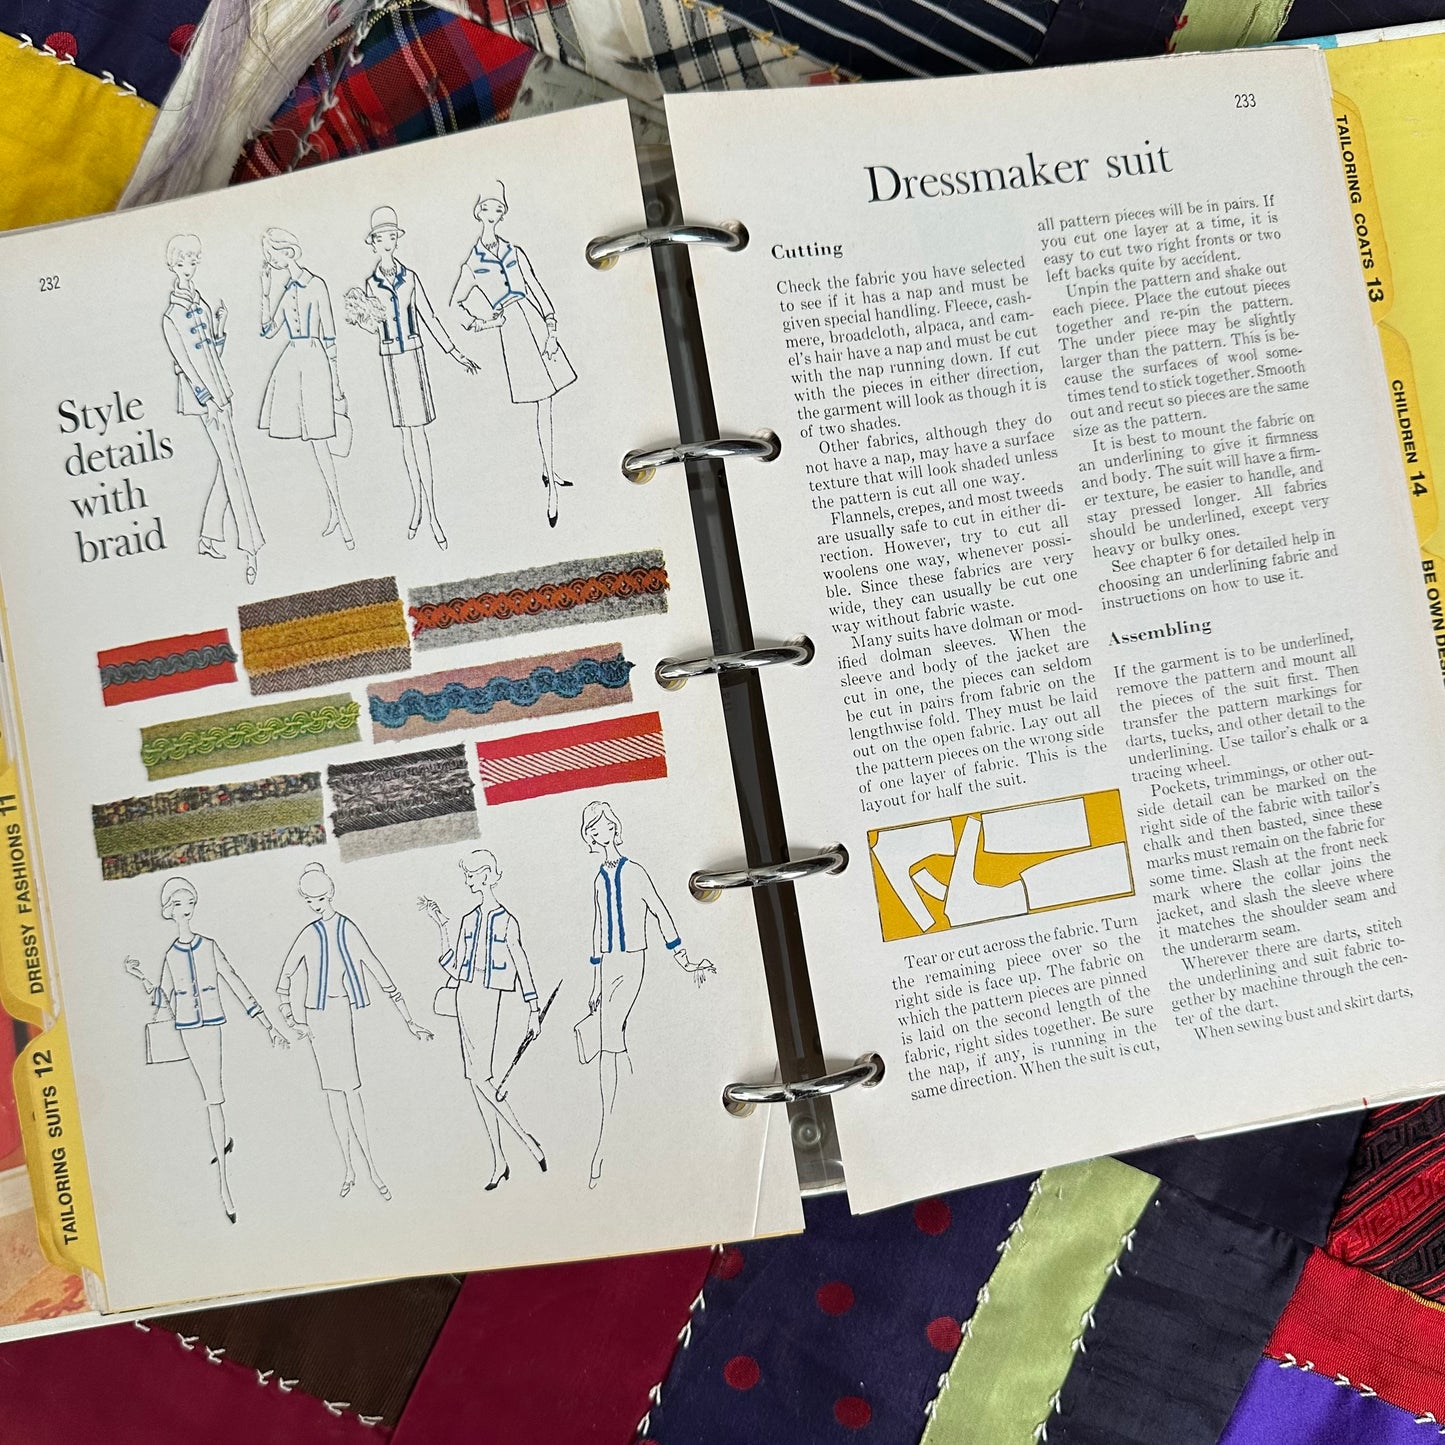 232
Style
details
with
braid
DRESSY FASHIONS 11
TAILORING SUITS 12
233
Dressmaker suit
Cutting
Check the fabric you have selected
to see if it has a nap and must be
given special handling. Fleece, cash-
mere, broadcloth, alpaca, and cam-
el's hair have a nap and must be cut
with the nap running down. If cut
with the pieces in either direction,
the garment will look as though it is
of two shades.
Other fabrics, although they do
not have a nap, may have a surface
texture that will look shaded unless
the pattern is cut all one way.
Flannels, crepes, and most tweeds
are usually safe to cut in either di-
rection. However, try to cut all
woolens one way, whenever possi-
ble. Since these fabrics are very
wide, they can usually be cut one
way without fabric waste.
Many suits have dolman or mod-
ified dolman sleeves. When the
sleeve and body of the jacket are
cut in one, the pieces can seldom
be cut in pairs from fabric on the
lengthwise fold. They must be laid
out on the open fabric. Lay out all
the pattern pieces on the wrong side
of one layer of fabric. This is the
layout for half the suit.
Tear or cut across the fabric. Turn
the remaining piece over so the
right side is face up. The fabric on
which the pattern pieces are pinned
is laid on the second length of the
fabric, right sides together. Be sure
the nap, if any, is running in the
same direction. When the suit is cut,
all pattern pieces will be in pairs. If
you cut one layer at a time, it is
easy to cut two right fronts or two
left backs quite by accident.
Unpin the pattern and shake out
each piece. Place the cutout pieces
together and re-pin the pattern.
The under piece may be slightly
larger than the pattern. This is be-
cause the surfaces of wool some-
times tend to stick together. Smooth
out and recut so pieces are the same
size as the pattern.
It is best to mount the fabric on
an underlining to give it firmness
and body. The suit will have a firm-
er texture, be easier to handle, and
stay pressed longer. All fabrics
should be underlined, except very
heavy or bulky ones.
See chapter 6 for detailed help in
choosing an underlining fabric and
instructions on how to use it.
Assembling
If the garment is to be underlined,
remove the pattern and mount all
the pieces of the suit first. Then
transfer the pattern markings for
darts, tucks, and other detail to the
underlining. Use tailor's chalk or a
tracing wheel.
Pockets, trimmings, or other out-
side detail can be marked on the
right side of the fabric with tailor's
chalk and then basted, since these
marks must remain on the fabric for
some time. Slash at the front neck
mark where the collar joins the
jacket, and slash the sleeve where
it matches the shoulder seam and
the underarm seam.
Wherever there are darts, stitch
the underlining and suit fabric to-
gether by machine through the cen-
ter of the dart.
When sewing bust and skirt darts,
TAILORING COATS 13
CHILDREN 14
BE OWN DES